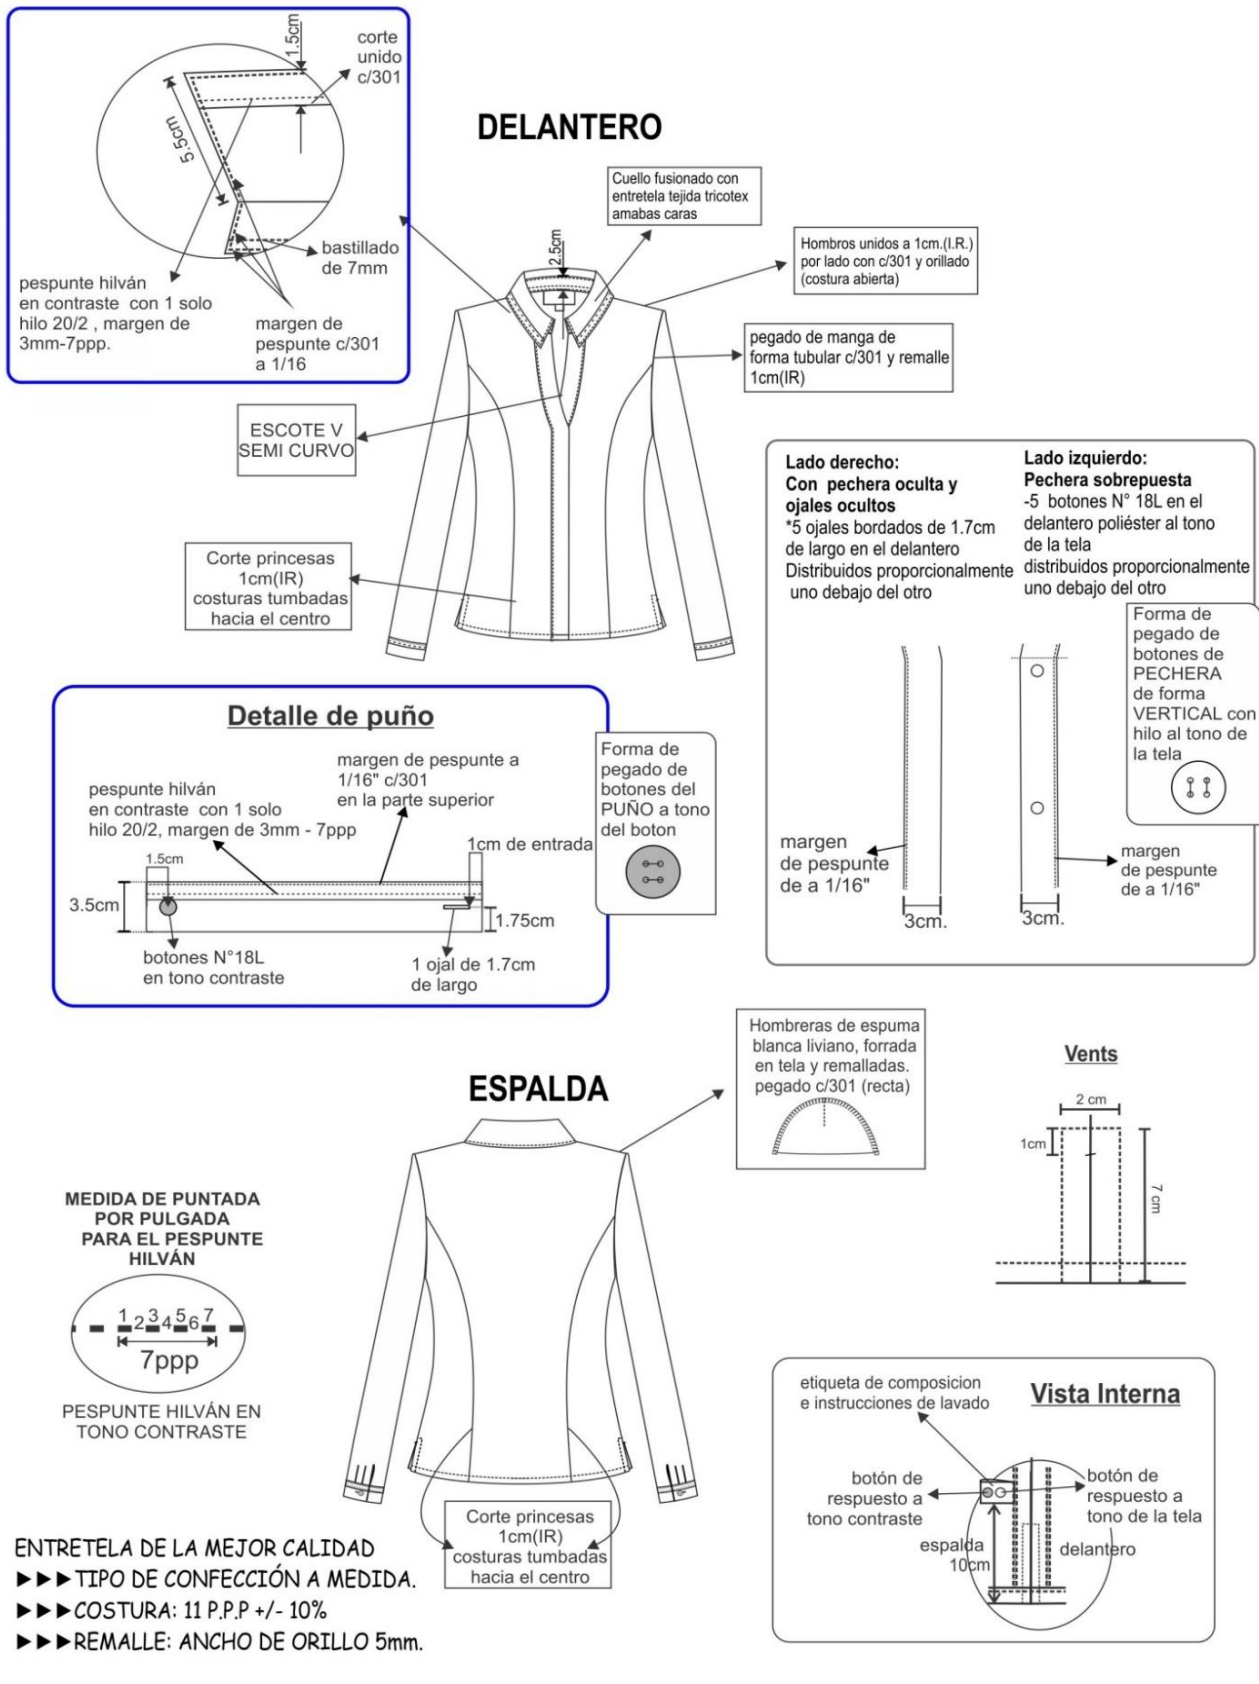 1.5cm
corte
unido
c/301
5.5cm
bastillado
de 7mm
pespunte hilván
en contraste con 1 solo
hilo 20/2 , margen de
3mm-7ppp.
margen de
pespunte c/301
a 1/16
DELANTERO
Cuello fusionado con
entretela tejida tricotex
amabas caras
2.5cm
Hombros unidos a 1cm.(I.R.)
por lado con c/301 y orillado
(costura abierta)
pegado de manga de
forma tubular c/301 y remalle
1cm(IR)
ESCOTE V
SEMI CURVO
Corte princesas
1cm(IR)
costuras tumbadas
hacia el centro
Lado derecho:
Con pechera oculta y
ojales ocultos
*5 ojales bordados de 1.7cm
de largo en el delantero
Distribuidos proporcionalmente
uno debajo del otro
Lado izquierdo:
Pechera sobrepuesta
-5 botones N° 18L en el
delantero poliéster al tono
de la tela
distribuidos proporcionalmente
uno debajo del otro
Forma de
pegado de
botones de
PECHERA
de forma
VERTICAL con
hilo al tono de
la tela
margen
de pespunte
de a 1/16"
3cm.
3cm.
margen
de pespunte
de a 1/16"
Detalle de puño
pespunte hilván
en contraste con 1 solo
hilo 20/2, margen de 3mm - 7ppp
margen de pespunte a
1/16" c/301
en la parte superior
1cm de entrada
1.5cm
3.5cm
1.75cm
botones N°18L
en tono contraste
1 ojal de 1.7cm
de largo
Forma de
pegado de
botones del
PUÑO a tono
del boton
ESPALDA
Hombreras de espuma
blanca liviano, forrada
en tela y remalladas.
pegado c/301 (recta)
Vents
2 cm
1cm
7 cm
MEDIDA DE PUNTADA
POR PULGADA
PARA EL PESPUNTE
HILVÁN
1 2 3 4 5 6 7
7ppp
PESPUNTE HILVÁN EN
TONO CONTRASTE
Corte princesas
1cm(IR)
costuras tumbadas
hacia el centro
Vista Interna
etiqueta de composicion
e instrucciones de lavado
botón de
respuesto a
tono contraste
botón de
respuesto a
tono de la tela
espalda
10cm
delantero
ENTRETELA DE LA MEJOR CALIDAD
►►►TIPO DE CONFECCIÓN A MEDIDA.
►►►COSTURA: 11 P.P.P +/- 10%
►►►REMALLE: ANCHO DE ORILLO 5mm.